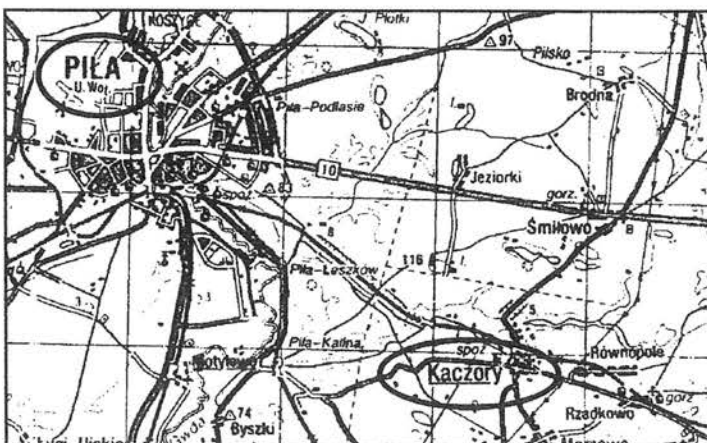 KOSZYCE
Płotki
97
Pilsko
PIŁA
U. Woj.
B
Brodna
Piła-Podlasie
l.
10
Jeziorki
spoż
83
gorz.
B
Śmiłowo
B
116
l.
Piła-Leszków
S
Piła-Kalina
spoż
Równopole
Motylewo
Kaczory
gorz
74
Byszki
Rzadkowo